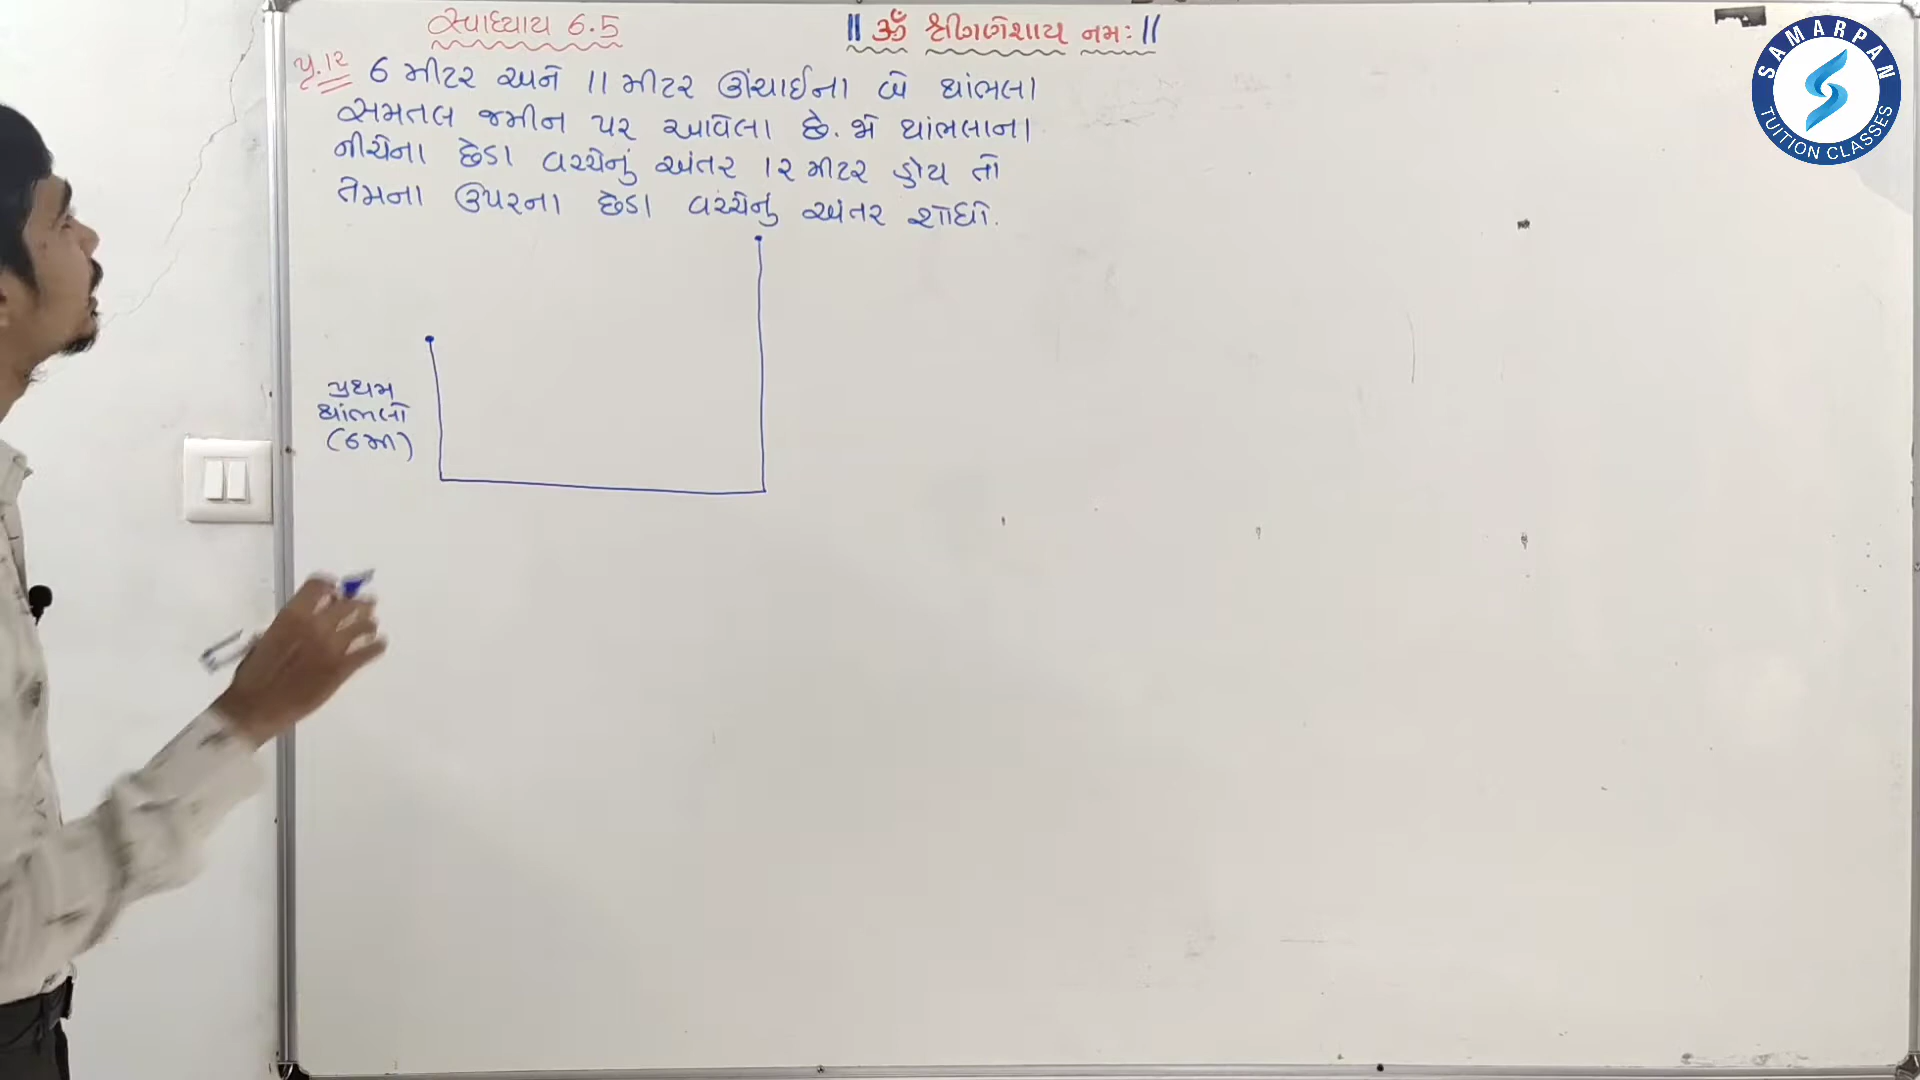 સ્વાધ્યાય 6.5
॥ ૐ શ્રીગણેશાય નમઃ ॥
પ્ર.૧૨ 6 મીટર અને 11 મીટર ઊંચાઈના બે થાંભલા
સમતલ જમીન પર આવેલા છે. જો થાંભલાના
નીચેના છેડા વચ્ચેનું અંતર 12 મીટર હોય તો
તેમના ઉપરના છેડા વચ્ચેનું અંતર શોધો.
પ્રથમ
થાંભલો
(6મી)
SAMARPAN
TUITION CLASSES